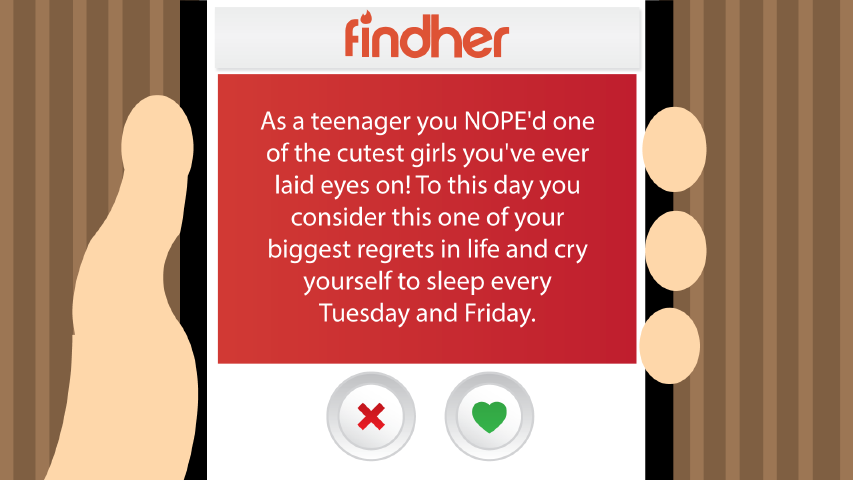 findher
As a teenager you NOPE'd one
of the cutest girls you've ever
laid eyes on! To this day you
consider this one of your
biggest regrets in life and cry
yourself to sleep every
Tuesday and Friday.